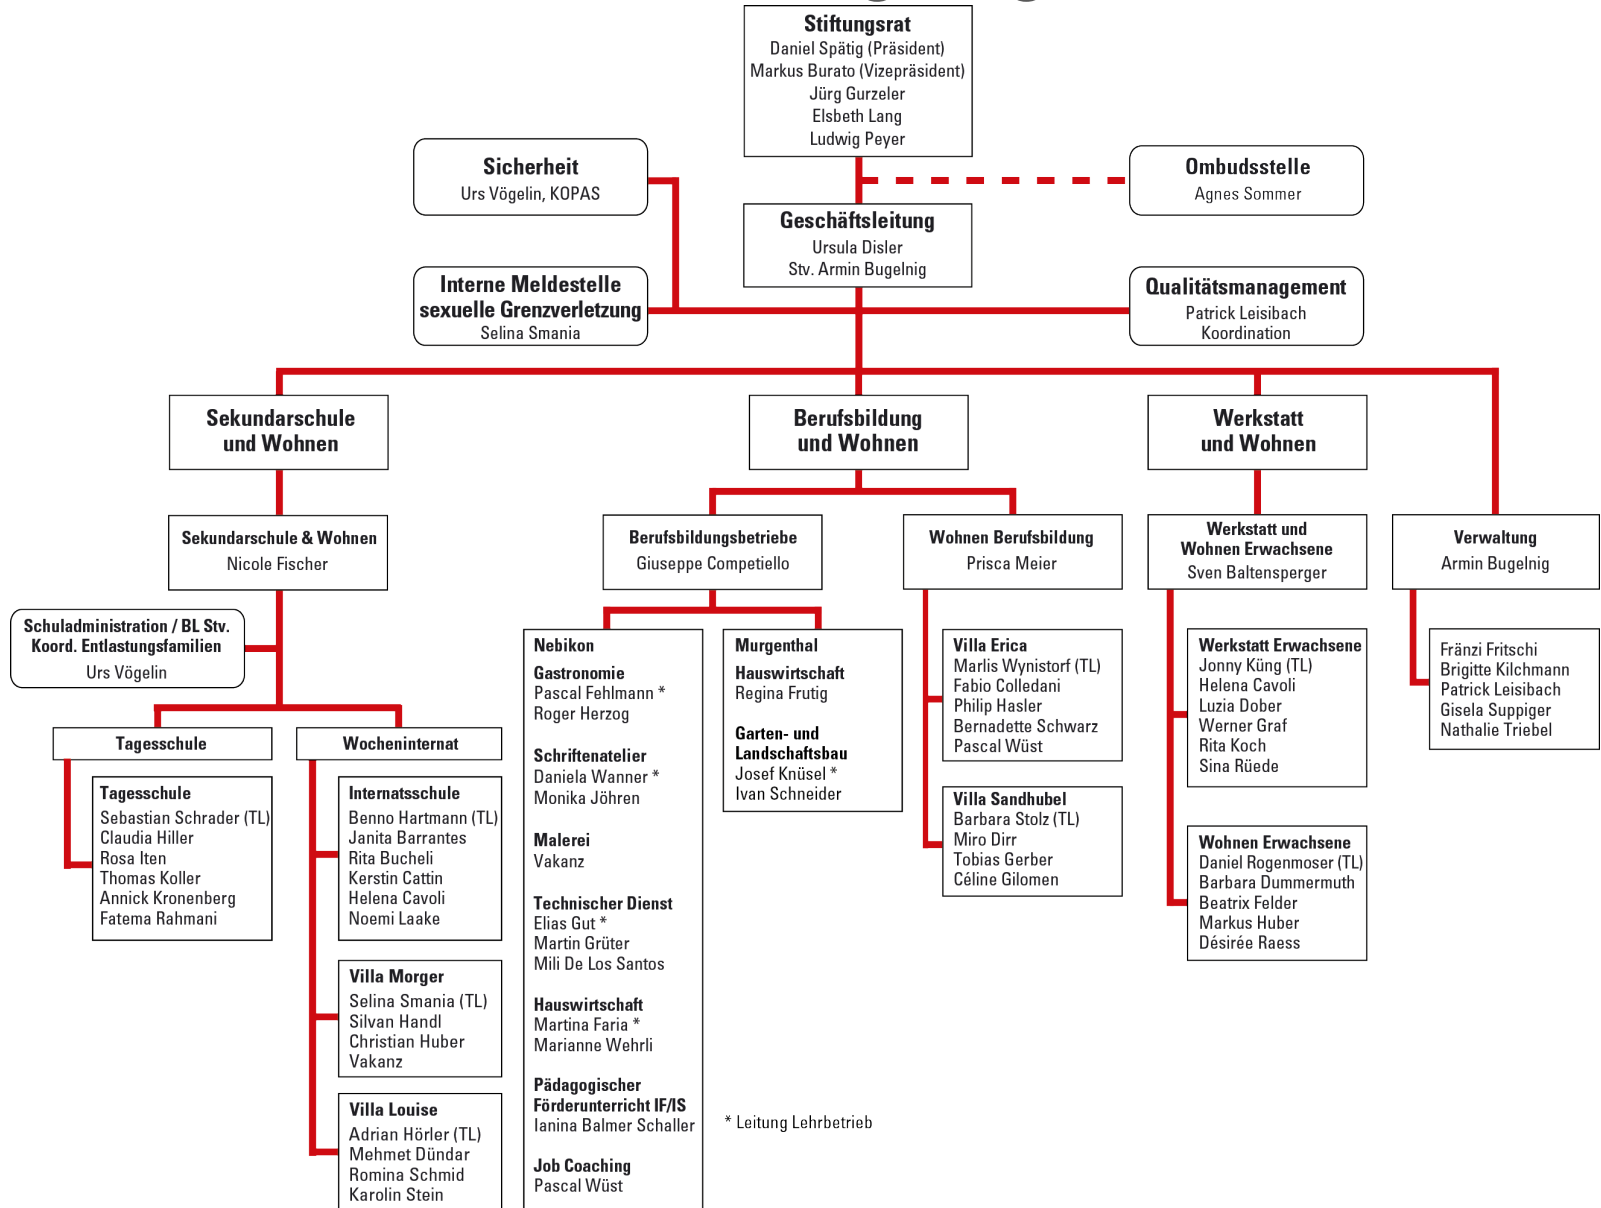 Stiftungsrat
Daniel Spätig (Präsident)
Markus Burato (Vizepräsident)
Jürg Gurzeler
Elsbeth Lang
Ludwig Peyer
Sicherheit
Urs Vögelin, KOPAS
Ombudsstelle
Agnes Sommer
Geschäftsleitung
Ursula Disler
Stv. Armin Bugelnig
Interne Meldestelle
sexuelle Grenzverletzung
Selina Smania
Qualitätsmanagement
Patrick Leisibach
Koordination
Sekundarschule
und Wohnen
Berufsbildung
und Wohnen
Werkstatt
und Wohnen
Sekundarschule & Wohnen
Nicole Fischer
Berufsbildungsbetriebe
Giuseppe Competiello
Wohnen Berufsbildung
Prisca Meier
Werkstatt und
Wohnen Erwachsene
Sven Baltensperger
Verwaltung
Armin Bugelnig
Schuladministration / BL Stv.
Koord. Entlastungsfamilien
Urs Vögelin
Tagesschule
Tagesschule
Sebastian Schrader (TL)
Claudia Hiller
Rosa Iten
Thomas Koller
Annick Kronenberg
Fatema Rahmani
Wocheninternat
Internatsschule
Benno Hartmann (TL)
Janita Barrantes
Rita Bucheli
Kerstin Cattin
Helena Cavoli
Noemi Laake
Villa Morger
Selina Smania (TL)
Silvan Handl
Christian Huber
Vakanz
Villa Louise
Adrian Hörler (TL)
Mehmet Dündar
Romina Schmid
Karolin Stein
Nebikon
Gastronomie
Pascal Fehlmann *
Roger Herzog
Schriftenatelier
Daniela Wanner *
Monika Jöhren
Malerei
Vakanz
Technischer Dienst
Elias Gut *
Martin Grüter
Mili De Los Santos
Hauswirtschaft
Martina Faria *
Marianne Wehrli
Pädagogischer
Förderunterricht IF/IS
Ianina Balmer Schaller
Job Coaching
Pascal Wüst
Murgenthal
Hauswirtschaft
Regina Frutig
Garten- und
Landschaftsbau
Josef Knüsel *
Ivan Schneider
* Leitung Lehrbetrieb
Villa Erica
Marlis Wynistorf (TL)
Fabio Colledani
Philip Hasler
Bernadette Schwarz
Pascal Wüst
Villa Sandhubel
Barbara Stolz (TL)
Miro Dirr
Tobias Gerber
Céline Gilomen
Werkstatt Erwachsene
Jonny Küng (TL)
Helena Cavoli
Luzia Dober
Werner Graf
Rita Koch
Sina Rüede
Wohnen Erwachsene
Daniel Rogenmoser (TL)
Barbara Dummermuth
Beatrix Felder
Markus Huber
Désirée Raess
Fränzi Fritschi
Brigitte Kilchmann
Patrick Leisibach
Gisela Suppiger
Nathalie Triebel